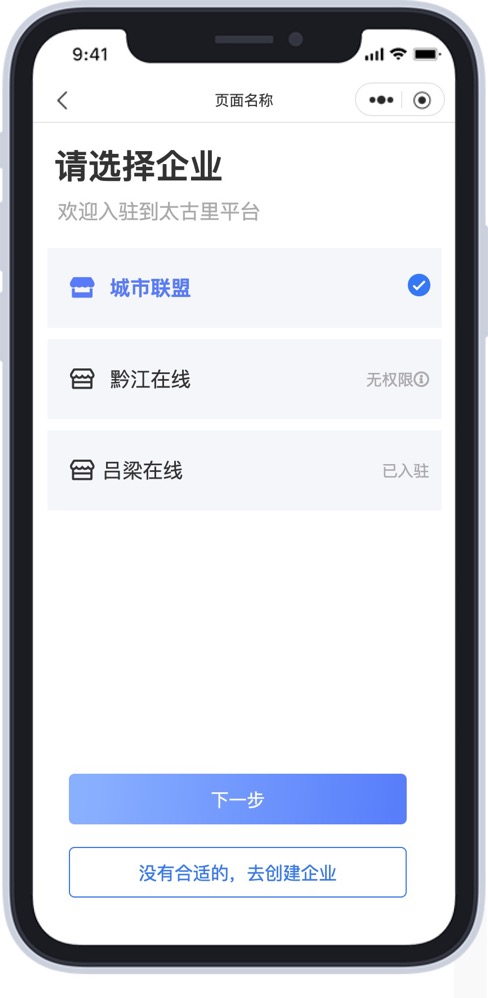 9:41
页面名称
请选择企业
欢迎入驻到太古里平台
城市联盟
黔江在线 无权限
吕梁在线 已入驻
下一步
没有合适的，去创建企业